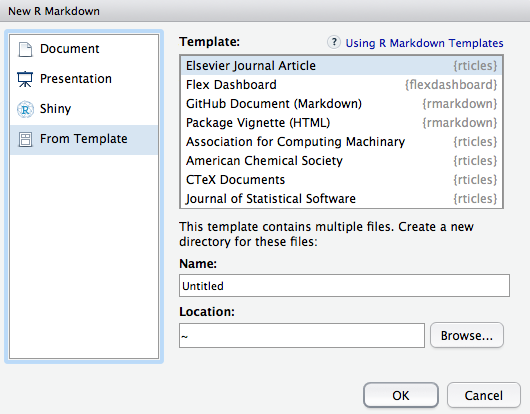 New R Markdown
Document
Presentation
Shiny
From Template
Template:
? Using R Markdown Templates
Elsevier Journal Article {rticles}
Flex Dashboard {flexdashboard}
GitHub Document (Markdown) {rmarkdown}
Package Vignette (HTML) {rmarkdown}
Association for Computing Machinary {rticles}
American Chemical Society {rticles}
CTeX Documents {rticles}
Journal of Statistical Software {rticles}
This template contains multiple files. Create a new
directory for these files:
Name:
Untitled
Location:
~
Browse...
OK
Cancel